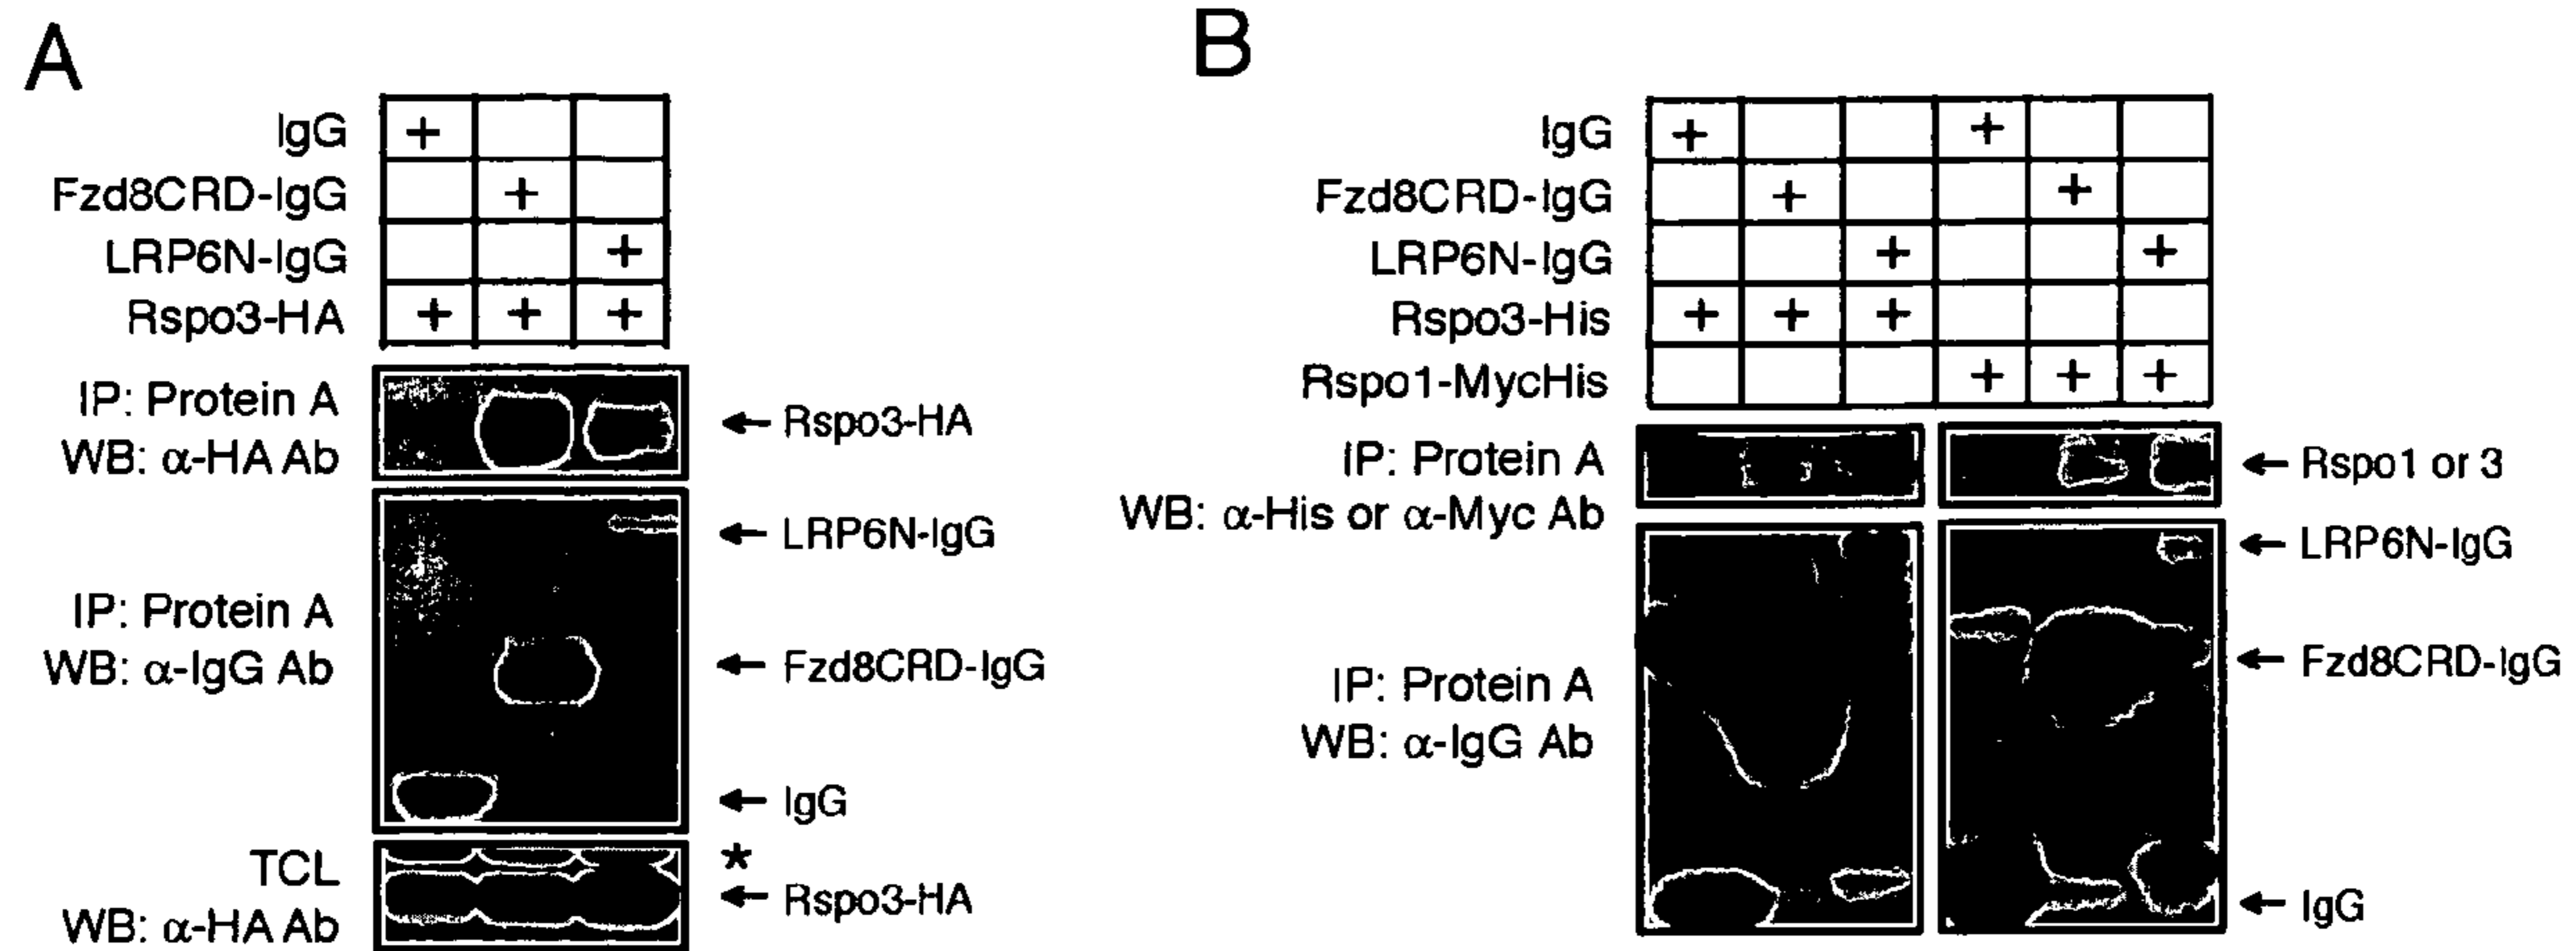 A
IgG +
Fzd8CRD-IgG +
LRP6N-IgG +
Rspo3-HA + + +
IP: Protein A
WB: α-HA Ab
← Rspo3-HA
← LRP6N-IgG
IP: Protein A
WB: α-IgG Ab
← Fzd8CRD-IgG
← IgG
TCL
WB: α-HA Ab
*
← Rspo3-HA
B
IgG + +
Fzd8CRD-IgG + +
LRP6N-IgG + +
Rspo3-His + + +
Rspo1-MycHis + + +
IP: Protein A
WB: α-His or α-Myc Ab
← Rspo1 or 3
← LRP6N-IgG
IP: Protein A
WB: α-IgG Ab
← Fzd8CRD-IgG
← IgG